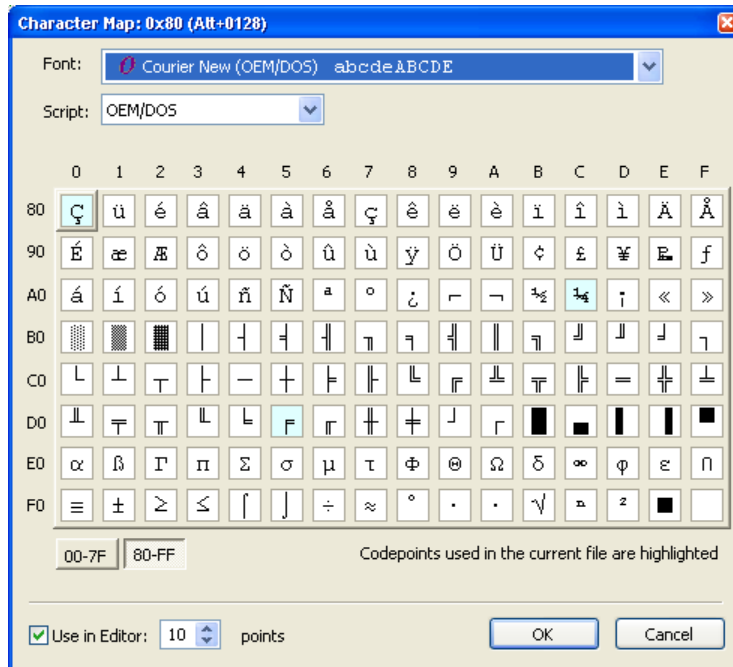 Character Map: 0x80 (Alt+0128)
Font: Courier New (OEM/DOS) abcdeABCDE
Script: OEM/DOS
0 1 2 3 4 5 6 7 8 9 A B C D E F
80 Ç ü é â ä à å ç ê ë è ï î ì Ä Å
90 É æ Æ ô ö ò û ù ÿ Ö Ü ¢ £ ¥ ₧ ƒ
A0 á í ó ú ñ Ñ ª º ¿ ⌐ ¬ ½ ¼ ¡ « »
B0 ░ ▒ ▓ │ ┤ ╡ ╢ ╖ ╕ ╣ ║ ╗ ╝ ╜ ╛ ┐
C0 └ ┴ ┬ ├ ─ ┼ ╞ ╟ ╚ ╔ ╩ ╦ ╠ ═ ╬ ╧
D0 ╨ ╤ ╥ ╙ ╘ ╒ ╓ ╫ ╪ ┘ ┌ █ ▄ ▌ ▐ ▀
E0 α ß Γ π Σ σ µ τ Φ Θ Ω δ ∞ φ ε ∩
F0 ≡ ± ≥ ≤ ⌠ ⌡ ÷ ≈ ° ∙ · √ ⁿ ² ■
00-7F 80-FF Codepoints used in the current file are highlighted
Use in Editor: 10 points OK Cancel